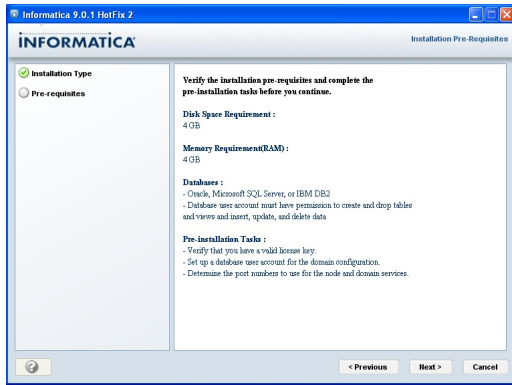 Informatica 9.0.1 HotFix 2
INFORMATICA
Installation Pre-Requisites
Installation Type
Pre-requisites
Verify the installation pre-requisites and complete the
pre-installation tasks before you continue.
Disk Space Requirement :
4 GB
Memory Requirement(RAM) :
4 GB
Databases :
- Oracle, Microsoft SQL Server, or IBM DB2
- Database user account must have permission to create and drop tables
and views and insert, update, and delete data
Pre-installation Tasks :
- Verify that you have a valid license key.
- Set up a database user account for the domain configuration.
- Determine the port numbers to use for the node and domain services.
?
< Previous
Next >
Cancel